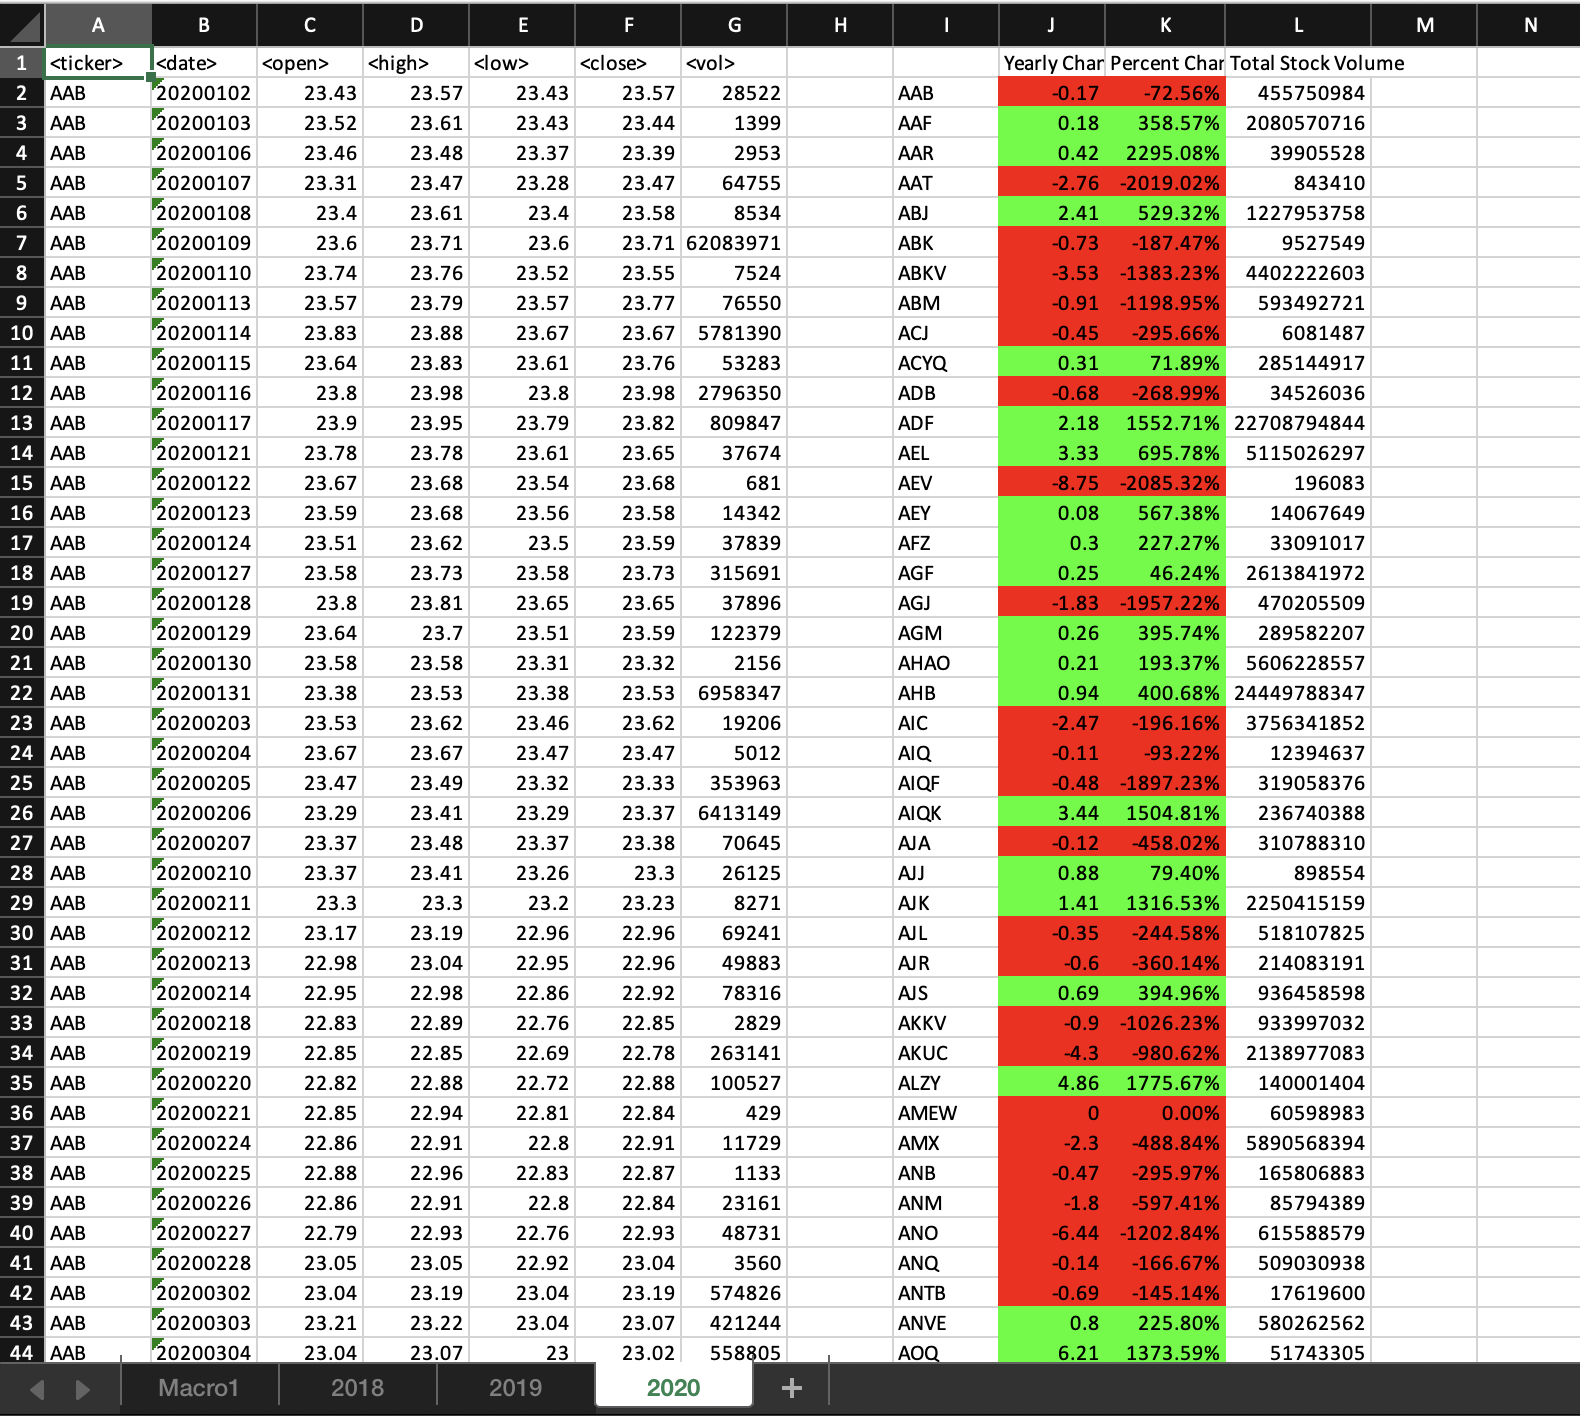 A B C D E F G H I J K L M N
1 <ticker> <date> <open> <high> <low> <close> <vol> Yearly Char Percent Char Total Stock Volume
2 AAB 20200102 23.43 23.57 23.43 23.57 28522 AAB -0.17 -72.56% 455750984
3 AAB 20200103 23.52 23.61 23.43 23.44 1399 AAF 0.18 358.57% 2080570716
4 AAB 20200106 23.46 23.48 23.37 23.39 2953 AAR 0.42 2295.08% 39905528
5 AAB 20200107 23.31 23.47 23.28 23.47 64755 AAT -2.76 -2019.02% 843410
6 AAB 20200108 23.4 23.61 23.4 23.58 8534 ABJ 2.41 529.32% 1227953758
7 AAB 20200109 23.6 23.71 23.6 23.71 62083971 ABK -0.73 -187.47% 9527549
8 AAB 20200110 23.74 23.76 23.52 23.55 7524 ABKV -3.53 -1383.23% 4402222603
9 AAB 20200113 23.57 23.79 23.57 23.77 76550 ABM -0.91 -1198.95% 593492721
10 AAB 20200114 23.83 23.88 23.67 23.67 5781390 ACJ -0.45 -295.66% 6081487
11 AAB 20200115 23.64 23.83 23.61 23.76 53283 ACYQ 0.31 71.89% 285144917
12 AAB 20200116 23.8 23.98 23.8 23.98 2796350 ADB -0.68 -268.99% 34526036
13 AAB 20200117 23.9 23.95 23.79 23.82 809847 ADF 2.18 1552.71% 22708794844
14 AAB 20200121 23.78 23.78 23.61 23.65 37674 AEL 3.33 695.78% 5115026297
15 AAB 20200122 23.67 23.68 23.54 23.68 681 AEV -8.75 -2085.32% 196083
16 AAB 20200123 23.59 23.68 23.56 23.58 14342 AEY 0.08 567.38% 14067649
17 AAB 20200124 23.51 23.62 23.5 23.59 37839 AFZ 0.3 227.27% 33091017
18 AAB 20200127 23.58 23.73 23.58 23.73 315691 AGF 0.25 46.24% 2613841972
19 AAB 20200128 23.8 23.81 23.65 23.65 37896 AGJ -1.83 -1957.22% 470205509
20 AAB 20200129 23.64 23.7 23.51 23.59 122379 AGM 0.26 395.74% 289582207
21 AAB 20200130 23.58 23.58 23.31 23.32 2156 AHAO 0.21 193.37% 5606228557
22 AAB 20200131 23.38 23.53 23.38 23.53 6958347 AHB 0.94 400.68% 24449788347
23 AAB 20200203 23.53 23.62 23.46 23.62 19206 AIC -2.47 -196.16% 3756341852
24 AAB 20200204 23.67 23.67 23.47 23.47 5012 AIQ -0.11 -93.22% 12394637
25 AAB 20200205 23.47 23.49 23.32 23.33 353963 AIQF -0.48 -1897.23% 319058376
26 AAB 20200206 23.29 23.41 23.29 23.37 6413149 AIQK 3.44 1504.81% 236740388
27 AAB 20200207 23.37 23.48 23.37 23.38 70645 AJA -0.12 -458.02% 310788310
28 AAB 20200210 23.37 23.41 23.26 23.3 26125 AJJ 0.88 79.40% 898554
29 AAB 20200211 23.3 23.3 23.2 23.23 8271 AJK 1.41 1316.53% 2250415159
30 AAB 20200212 23.17 23.19 22.96 22.96 69241 AJL -0.35 -244.58% 518107825
31 AAB 20200213 22.98 23.04 22.95 22.96 49883 AJR -0.6 -360.14% 214083191
32 AAB 20200214 22.95 22.98 22.86 22.92 78316 AJS 0.69 394.96% 936458598
33 AAB 20200218 22.83 22.89 22.76 22.85 2829 AKKV -0.9 -1026.23% 933997032
34 AAB 20200219 22.85 22.85 22.69 22.78 263141 AKUC -4.3 -980.62% 2138977083
35 AAB 20200220 22.82 22.88 22.72 22.88 100527 ALZY 4.86 1775.67% 140001404
36 AAB 20200221 22.85 22.94 22.81 22.84 429 AMEW 0 0.00% 60598983
37 AAB 20200224 22.86 22.91 22.8 22.91 11729 AMX -2.3 -488.84% 5890568394
38 AAB 20200225 22.88 22.96 22.83 22.87 1133 ANB -0.47 -295.97% 165806883
39 AAB 20200226 22.86 22.91 22.8 22.84 23161 ANM -1.8 -597.41% 85794389
40 AAB 20200227 22.79 22.93 22.76 22.93 48731 ANO -6.44 -1202.84% 615588579
41 AAB 20200228 23.05 23.05 22.92 23.04 3560 ANQ -0.14 -166.67% 509030938
42 AAB 20200302 23.04 23.19 23.04 23.19 574826 ANTB -0.69 -145.14% 17619600
43 AAB 20200303 23.21 23.22 23.04 23.07 421244 ANVE 0.8 225.80% 580262562
44 AAB 20200304 23.04 23.07 23 23.02 558805 AOQ 6.21 1373.59% 51743305
Macro1 2018 2019 2020 +